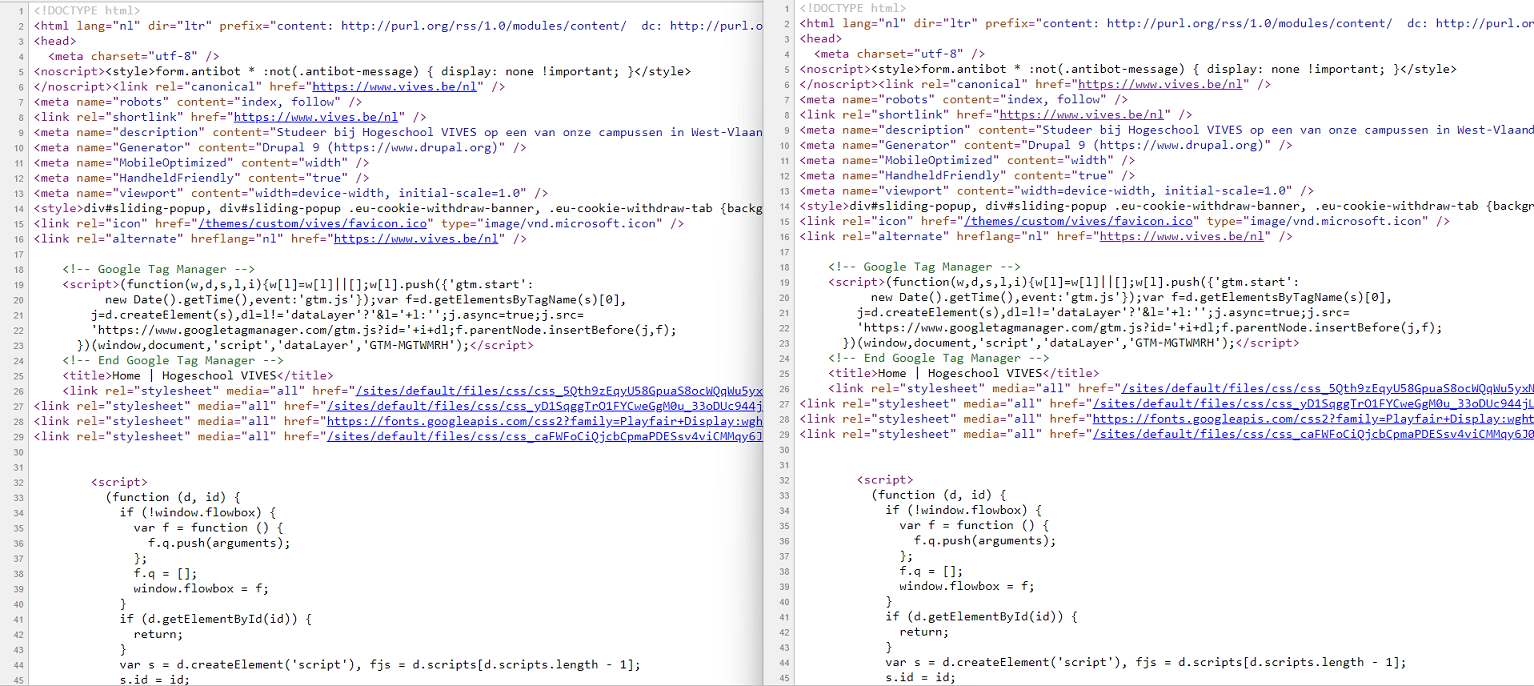 1 <!DOCTYPE html>
2 <html lang="nl" dir="ltr" prefix="content: http://purl.org/rss/1.0/modules/content/  dc: http://purl.o
3 <head>
4   <meta charset="utf-8" />
5 <noscript><style>form.antibot * :not(.antibot-message) { display: none !important; }</style>
6 </noscript><link rel="canonical" href="https://www.vives.be/nl" />
7 <meta name="robots" content="index, follow" />
8 <link rel="shortlink" href="https://www.vives.be/nl" />
9 <meta name="description" content="Studeer bij Hogeschool VIVES op een van onze campussen in West-Vlaan
10 <meta name="Generator" content="Drupal 9 (https://www.drupal.org)" />
11 <meta name="MobileOptimized" content="width" />
12 <meta name="HandheldFriendly" content="true" />
13 <meta name="viewport" content="width=device-width, initial-scale=1.0" />
14 <style>div#sliding-popup, div#sliding-popup .eu-cookie-withdraw-banner, .eu-cookie-withdraw-tab {backg
15 <link rel="icon" href="/themes/custom/vives/favicon.ico" type="image/vnd.microsoft.icon" />
16 <link rel="alternate" hreflang="nl" href="https://www.vives.be/nl" />
17
18     <!-- Google Tag Manager -->
19     <script>(function(w,d,s,l,i){w[l]=w[l]||[];w[l].push({'gtm.start':
20           new Date().getTime(),event:'gtm.js'});var f=d.getElementsByTagName(s)[0],
21         j=d.createElement(s),dl=l!='dataLayer'?'&l='+l:'';j.async=true;j.src=
22         'https://www.googletagmanager.com/gtm.js?id='+i+dl;f.parentNode.insertBefore(j,f);
23       })(window,document,'script','dataLayer','GTM-MGTWMRH');</script>
24     <!-- End Google Tag Manager -->
25     <title>Home | Hogeschool VIVES</title>
26     <link rel="stylesheet" media="all" href="/sites/default/files/css/css_5Qth9zEqyU58GpuaS8ocWQqWu5yx
27 <link rel="stylesheet" media="all" href="/sites/default/files/css/css_yD1SqggTrO1FYCweGgM0u_33oDUc944j
28 <link rel="stylesheet" media="all" href="https://fonts.googleapis.com/css2?family=Playfair+Display:wgh
29 <link rel="stylesheet" media="all" href="/sites/default/files/css/css_caFWFoCiQjcbCpmaPDESsv4viCMMqy6J
30
31
32         <script>
33           (function (d, id) {
34             if (!window.flowbox) {
35               var f = function () {
36                 f.q.push(arguments);
37               };
38               f.q = [];
39               window.flowbox = f;
40             }
41             if (d.getElementById(id)) {
42               return;
43             }
44             var s = d.createElement('script'), fjs = d.scripts[d.scripts.length - 1];
45             s.id = id;
1 <!DOCTYPE html>
2 <html lang="nl" dir="ltr" prefix="content: http://purl.org/rss/1.0/modules/content/  dc: http://purl.or
3 <head>
4   <meta charset="utf-8" />
5 <noscript><style>form.antibot * :not(.antibot-message) { display: none !important; }</style>
6 </noscript><link rel="canonical" href="https://www.vives.be/nl" />
7 <meta name="robots" content="index, follow" />
8 <link rel="shortlink" href="https://www.vives.be/nl" />
9 <meta name="description" content="Studeer bij Hogeschool VIVES op een van onze campussen in West-Vlaand
10 <meta name="Generator" content="Drupal 9 (https://www.drupal.org)" />
11 <meta name="MobileOptimized" content="width" />
12 <meta name="HandheldFriendly" content="true" />
13 <meta name="viewport" content="width=device-width, initial-scale=1.0" />
14 <style>div#sliding-popup, div#sliding-popup .eu-cookie-withdraw-banner, .eu-cookie-withdraw-tab {backgr
15 <link rel="icon" href="/themes/custom/vives/favicon.ico" type="image/vnd.microsoft.icon" />
16 <link rel="alternate" hreflang="nl" href="https://www.vives.be/nl" />
17
18     <!-- Google Tag Manager -->
19     <script>(function(w,d,s,l,i){w[l]=w[l]||[];w[l].push({'gtm.start':
20           new Date().getTime(),event:'gtm.js'});var f=d.getElementsByTagName(s)[0],
21         j=d.createElement(s),dl=l!='dataLayer'?'&l='+l:'';j.async=true;j.src=
22         'https://www.googletagmanager.com/gtm.js?id='+i+dl;f.parentNode.insertBefore(j,f);
23       })(window,document,'script','dataLayer','GTM-MGTWMRH');</script>
24     <!-- End Google Tag Manager -->
25     <title>Home | Hogeschool VIVES</title>
26     <link rel="stylesheet" media="all" href="/sites/default/files/css/css_5Qth9zEqyU58GpuaS8ocWQqWu5yxN
27 <link rel="stylesheet" media="all" href="/sites/default/files/css/css_yD1SqggTrO1FYCweGgM0u_33oDUc944jL
28 <link rel="stylesheet" media="all" href="https://fonts.googleapis.com/css2?family=Playfair+Display:wght
29 <link rel="stylesheet" media="all" href="/sites/default/files/css/css_caFWFoCiQjcbCpmaPDESsv4viCMMqy6J0
30
31
32         <script>
33           (function (d, id) {
34             if (!window.flowbox) {
35               var f = function () {
36                 f.q.push(arguments);
37               };
38               f.q = [];
39               window.flowbox = f;
40             }
41             if (d.getElementById(id)) {
42               return;
43             }
44             var s = d.createElement('script'), fjs = d.scripts[d.scripts.length - 1];
45             s.id = id;